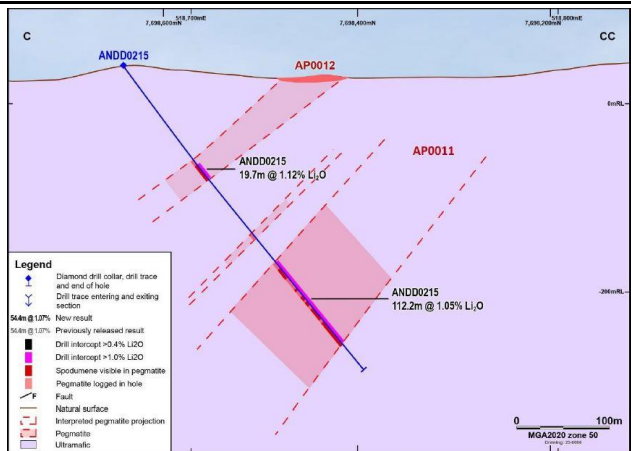 7,698,600mN
518,700mE
7,698,400mN
7,690,200mN
518,800mE
C
ANDD0215
AP0012
CC
0mRL
ANDD0215
19.7m @ 1.12% Li2O
AP0011
-200mRL
ANDD0215
112.2m @ 1.05% Li2O
Legend
Diamond drill collar, drill trace
and end of hole
Drill trace entering and exiting
section
54.4m @ 1.07% New result
54.4m @ 1.07% Previously released result
Drill intercept >0.4% Li2O
Drill intercept >1.0% Li2O
Spodumene visible in pegmatite
Pegmatite logged in hole
F Fault
Natural surface
Interpreted pegmatite projection
Pegmatite
Ultramafic
0 100m
MGA2020 zone 50